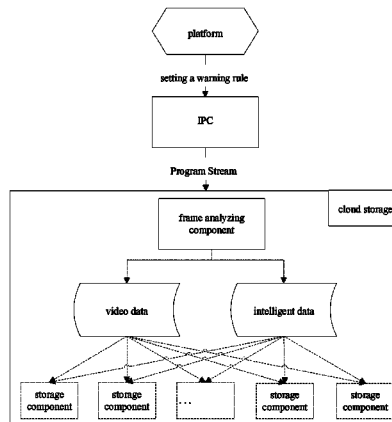 platform
setting a warning rule
IPC
Program Stream
cloud storage
frame analyzing
component
video data
intelligent data
storage
component
storage
component
...
storage
component
storage
component